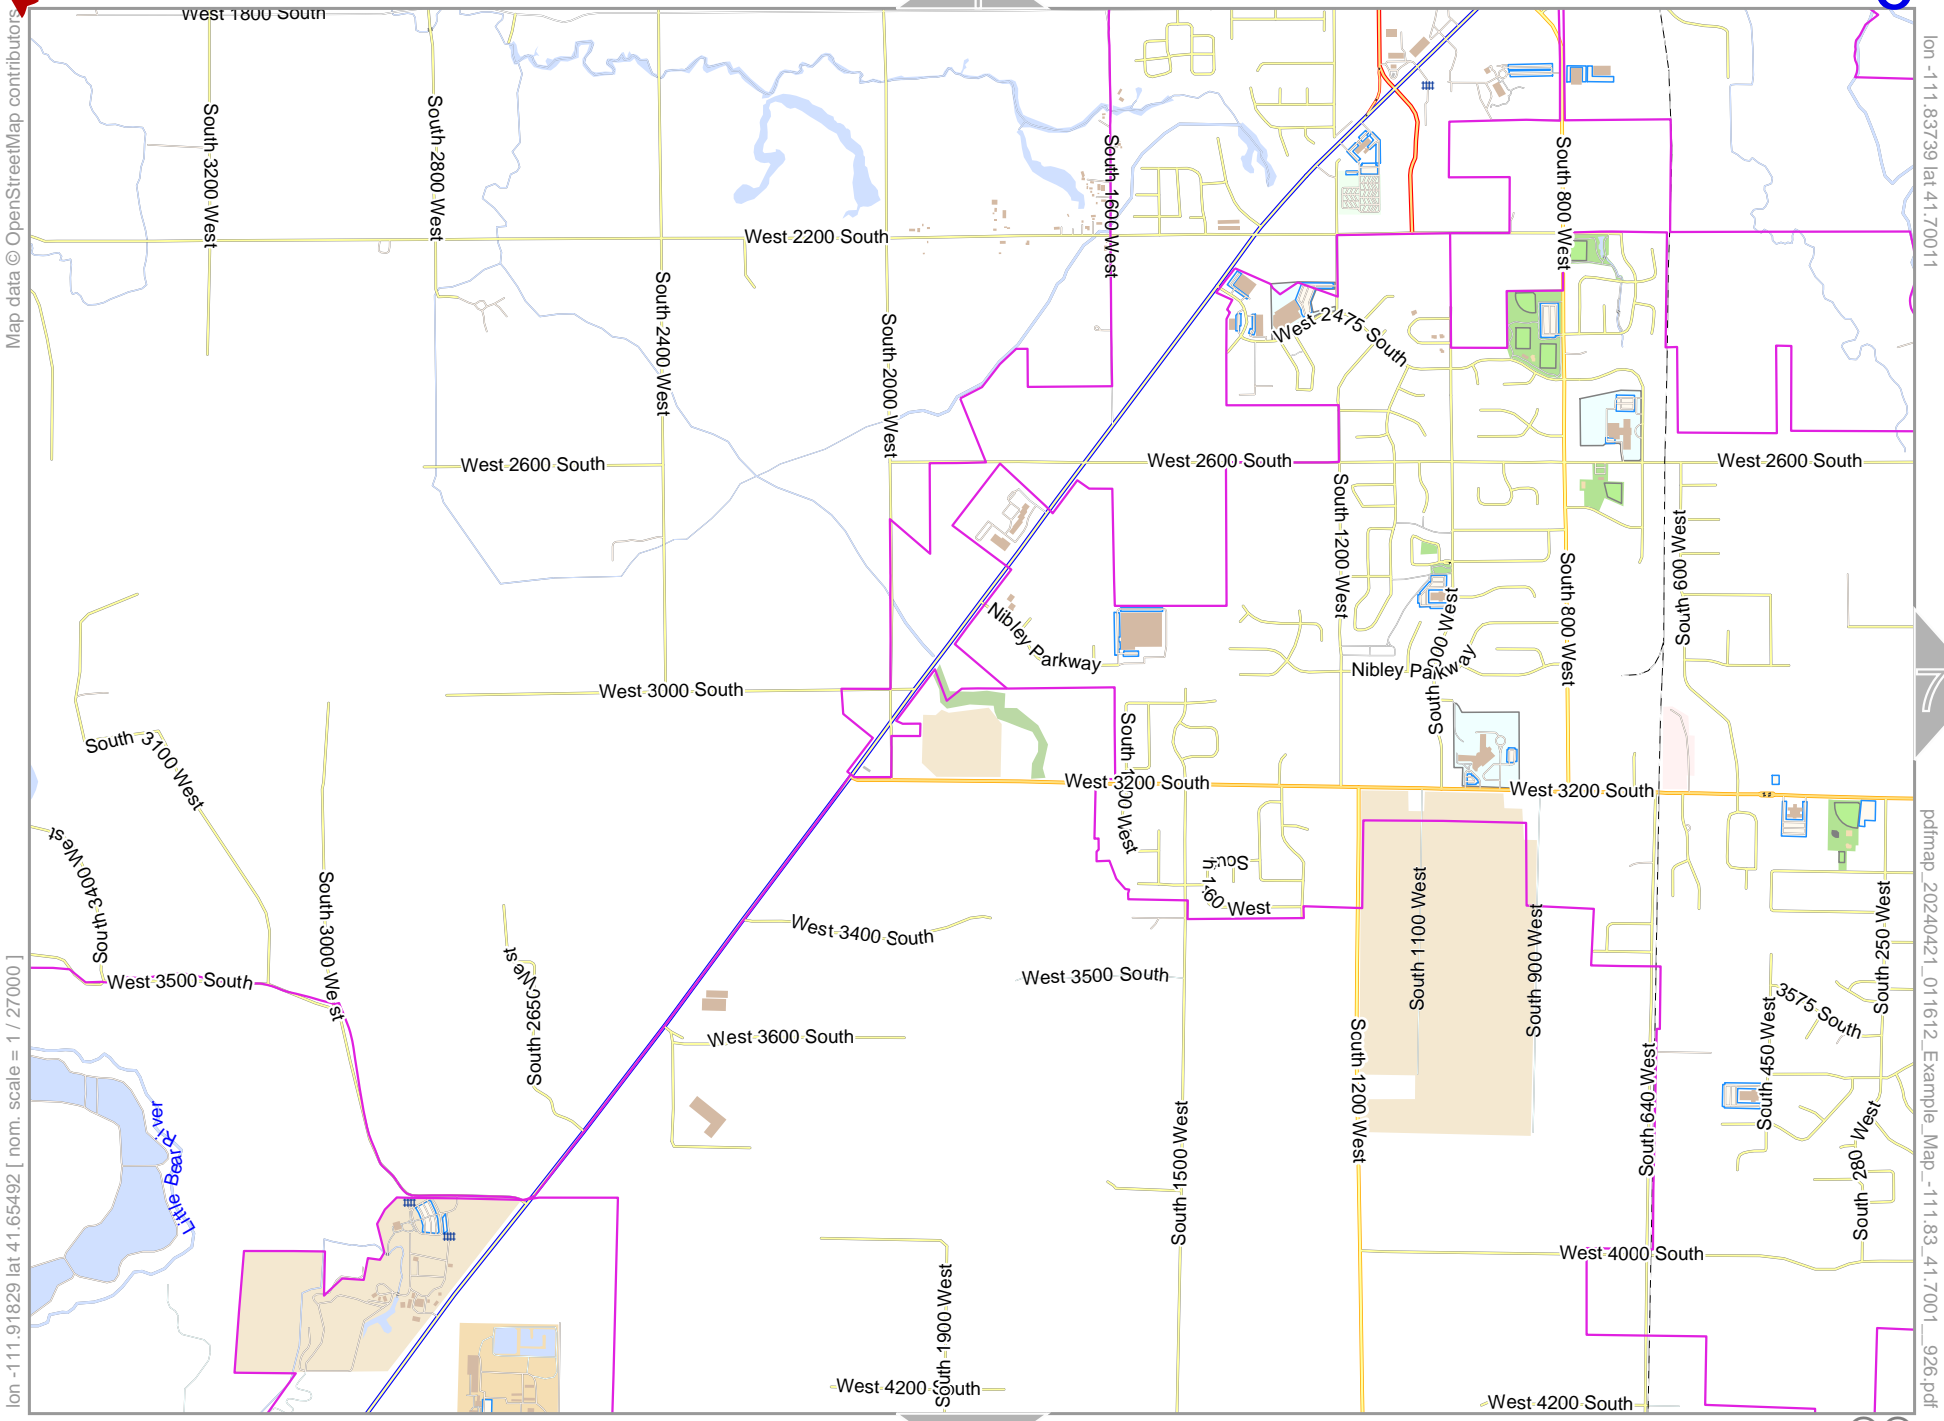 West 1800 South
Map data © OpenStreetMap contributors
lon -111.83739 lat 41.70011
South 3200 West
South 2800 West
South 1600 West
South 800 West
West 2200 South
South 2400 West
South 2000 West
West 2475 South
West 2600 South
West 2600 South
West 2600 South
South 1200 West
South 600 West
South 800 West
Nibley Parkway
Nibley Parkway
West 3000 South
7
South 3100 West
West 3200 South
West 3200 South
South 3400 West
South 3000 West
West
South 1100 West
South 900 West
South 250 West
West 3400 South
West 3500 South
West 3500 South
South 2650 West
3575 South
South 450 West
West 3600 South
South 1200 West
South 640 West
Little Bear River
South 1500 West
South 280 West
West 4000 South
South 1900 West
West 4200 South
West 4200 South
lon -111.91829 lat 41.65492 [ nom. scale = 1 / 27000 ]
pdfmap_20240421_011612_Example_Map_-111.83_41.7001__926.pdf